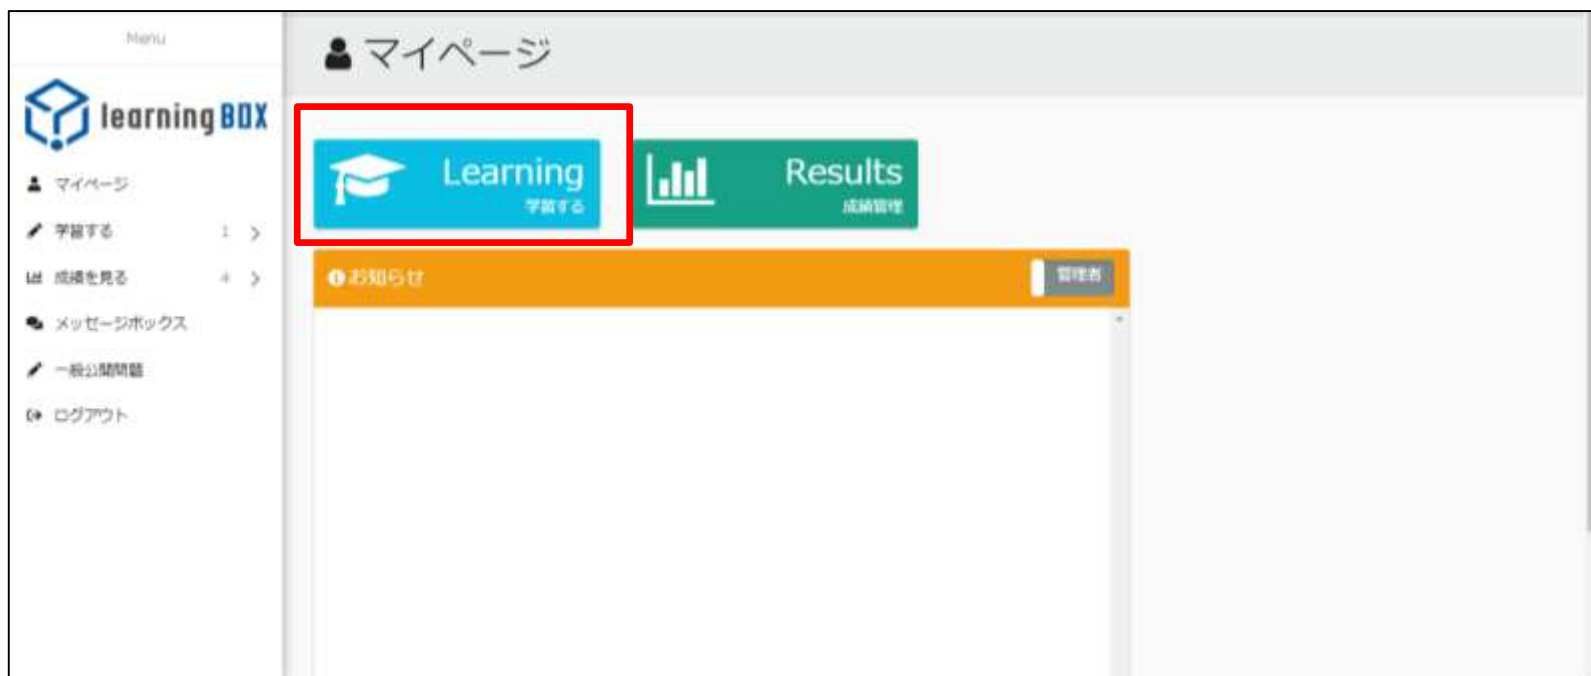 Menu
learningBOX
マイページ
学習する 1
成績を見る 4
メッセージボックス
一般公開問題
ログアウト
マイページ
Learning
学習する
Results
成績管理
お知らせ
管理者